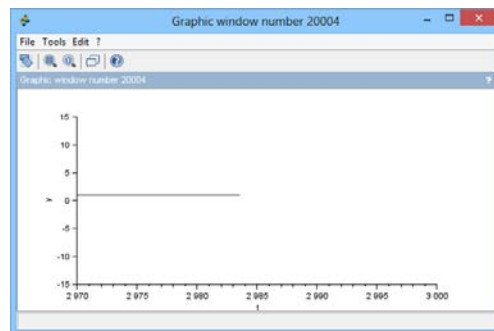 Graphic window number 20004
File Tools Edit ?
Graphic window number 20004 ?
15
10
5
y 0
-5
-10
-15
2 970 2 975 2 980 2 985 2 990 2 995 3 000
t